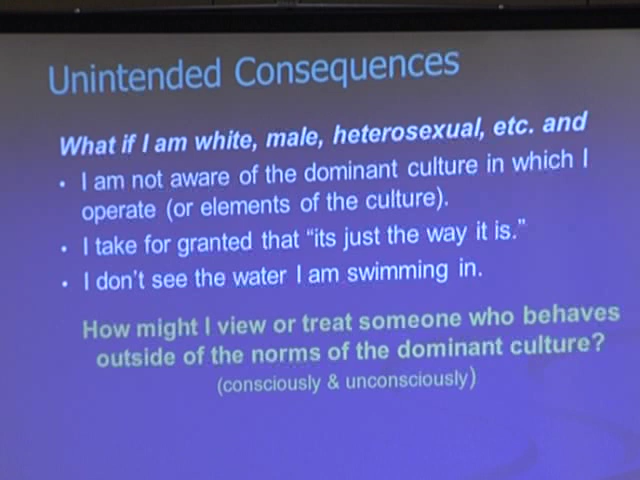 Unintended Consequences
What if I am white, male, heterosexual, etc. and
• I am not aware of the dominant culture in which I
operate (or elements of the culture).
• I take for granted that “its just the way it is.”
• I don’t see the water I am swimming in.
How might I view or treat someone who behaves
outside of the norms of the dominant culture?
(consciously & unconsciously)